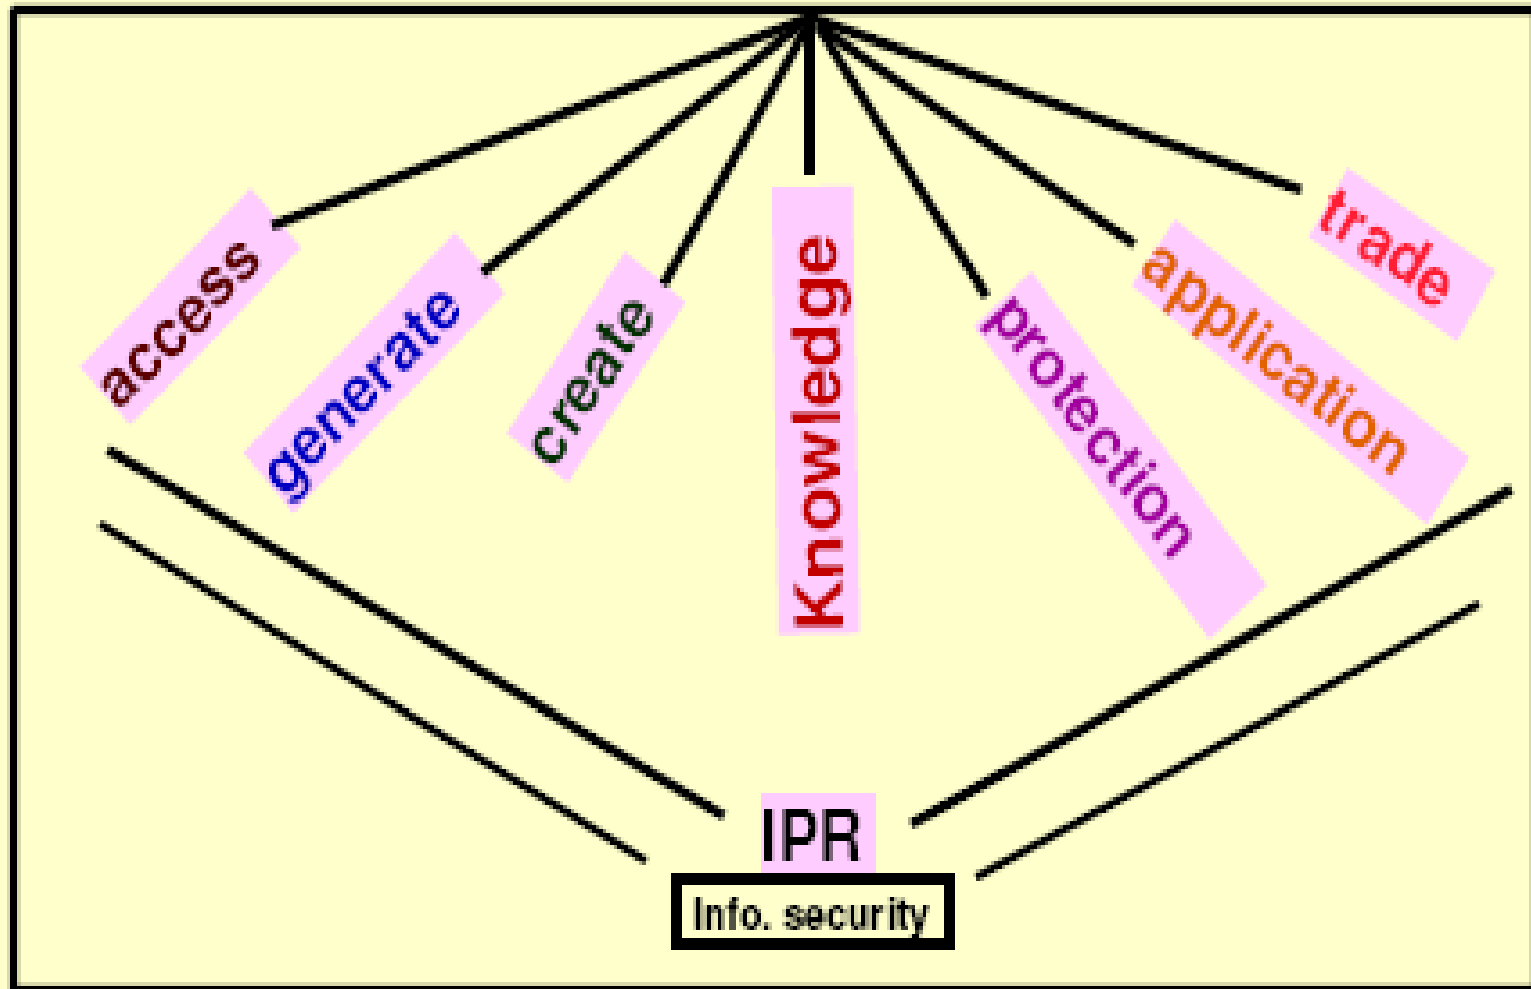 access
generate
create
Knowledge
protection
application
trade
IPR
Info. security